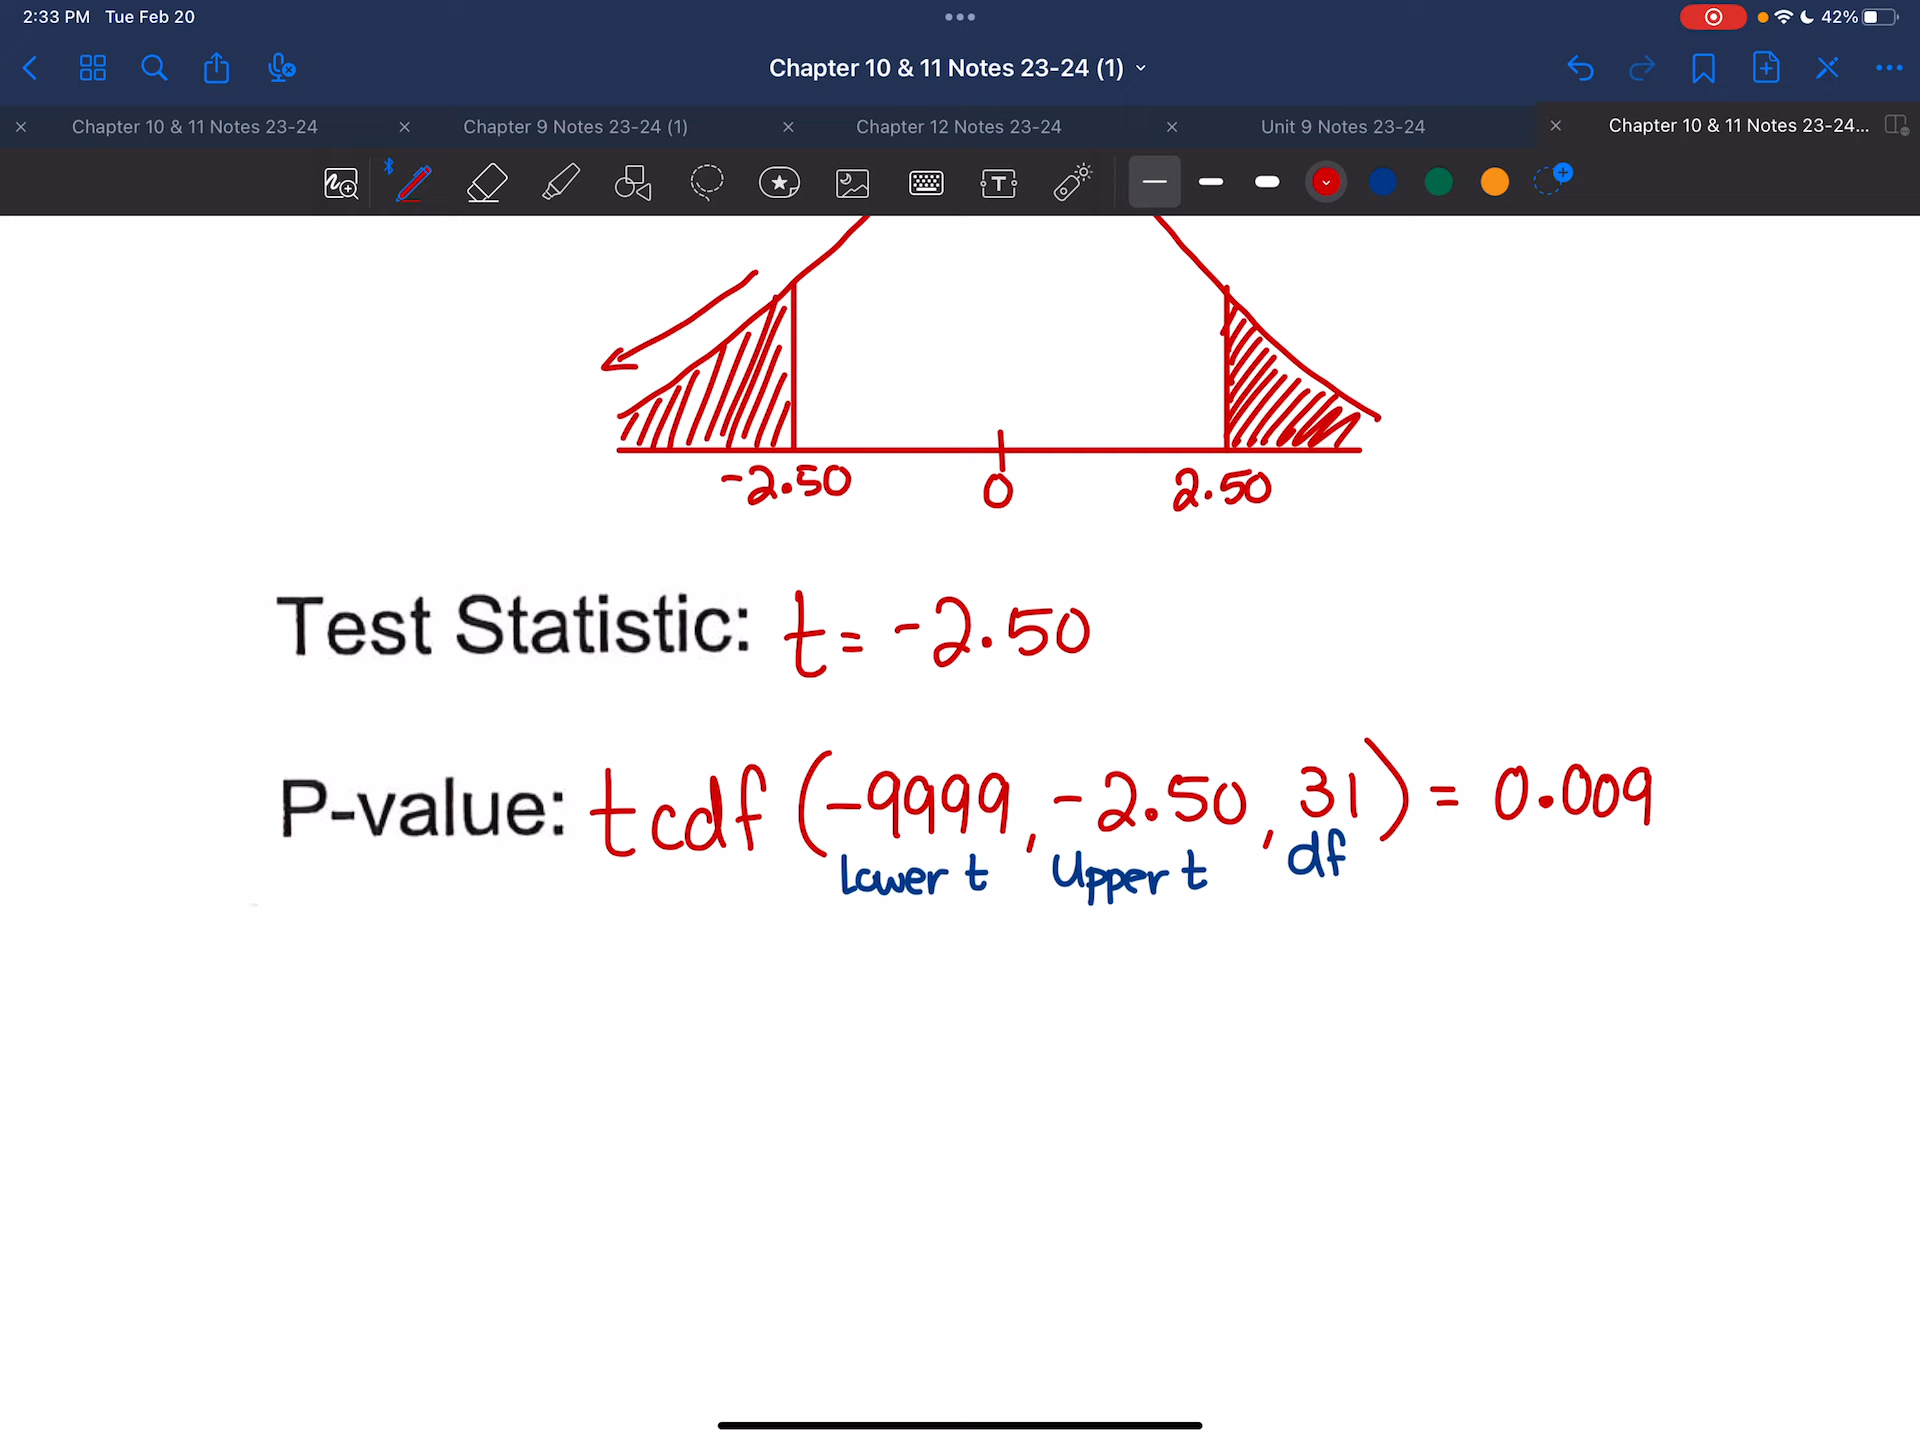 2:33 PM Tue Feb 20
42%
Chapter 10 & 11 Notes 23-24 (1)
Chapter 10 & 11 Notes 23-24
Chapter 9 Notes 23-24 (1)
Chapter 12 Notes 23-24
Unit 9 Notes 23-24
Chapter 10 & 11 Notes 23-24...
-2.50 0 2.50
Test Statistic: t = -2.50
P-value: tcdf (-9999, -2.50, 31) = 0.009
Lower t Upper t df